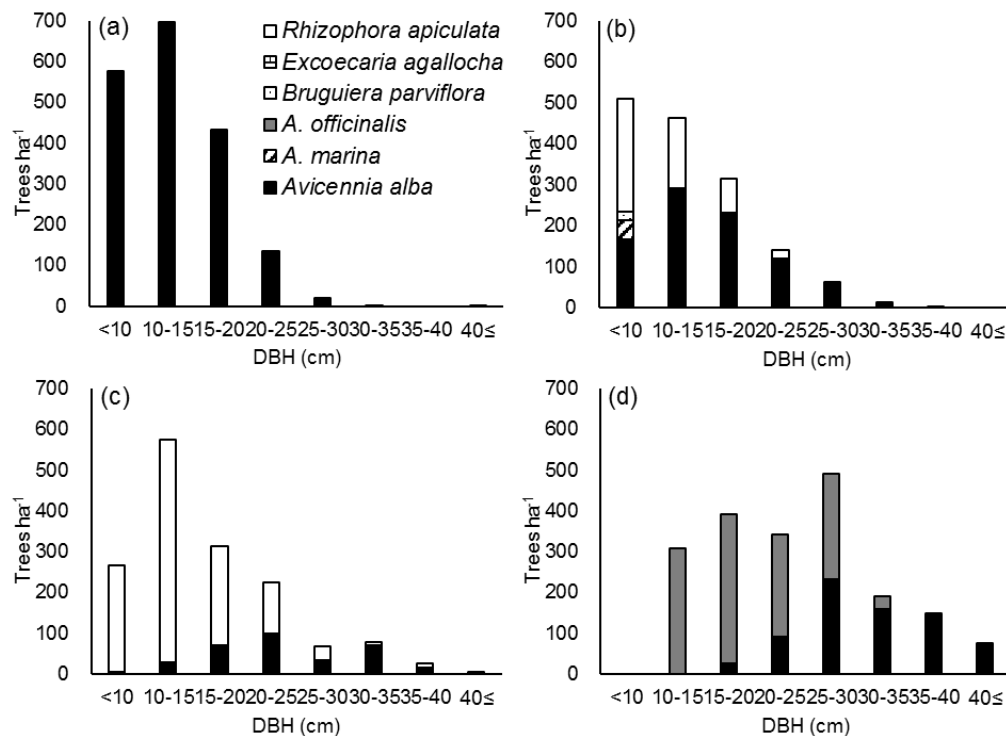 (a)
700
600
500
400
300
200
100
0
Trees ha-1
<10 10-15 15-20 20-25 25-30 30-35 35-40 40≤
DBH (cm)
Rhizophora apiculata
Excoecaria agallocha
Bruguiera parviflora
A. officinalis
A. marina
Avicennia alba
(b)
700
600
500
400
300
200
100
0
Trees ha-1
<10 10-15 15-20 20-25 25-30 30-35 35-40 40≤
DBH (cm)
(c)
700
600
500
400
300
200
100
0
Trees ha-1
<10 10-15 15-20 20-25 25-30 30-35 35-40 40≤
DBH (cm)
(d)
700
600
500
400
300
200
100
0
Trees ha-1
<10 10-15 15-20 20-25 25-30 30-35 35-40 40≤
DBH (cm)